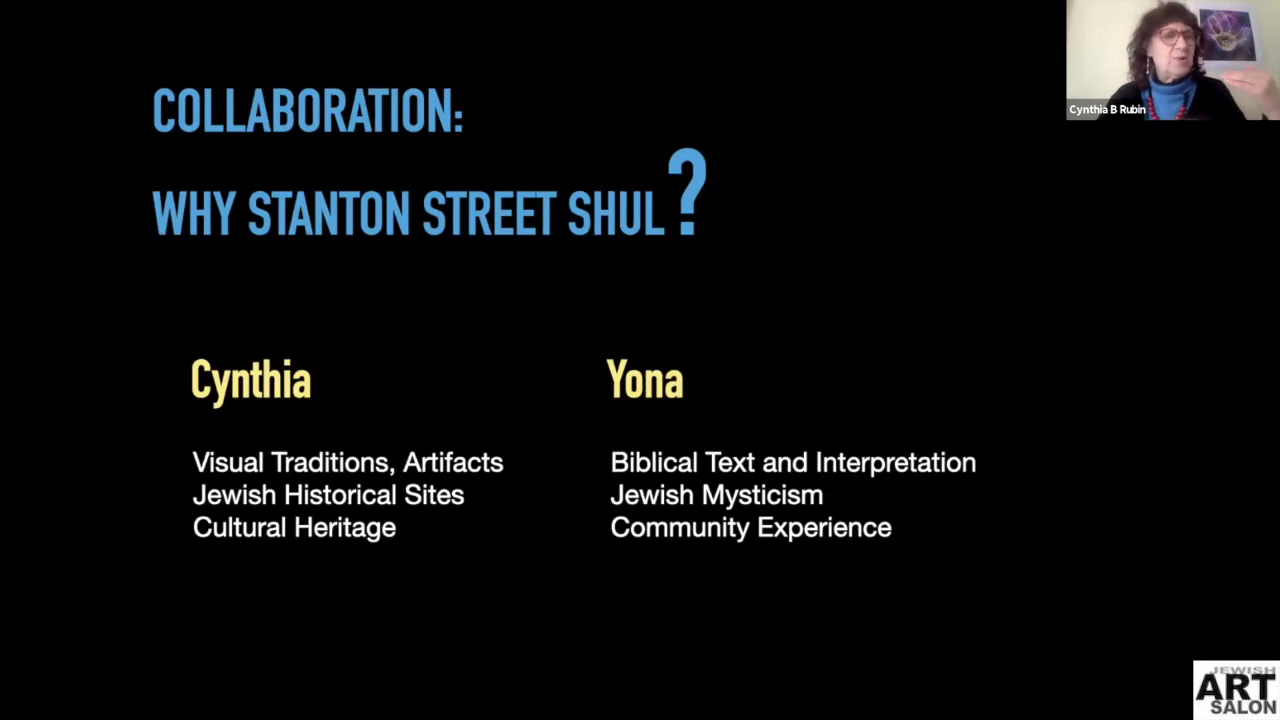 COLLABORATION:
WHY STANTON STREET SHUL?
Cynthia B Rubin
Cynthia
Visual Traditions, Artifacts
Jewish Historical Sites
Cultural Heritage
Yona
Biblical Text and Interpretation
Jewish Mysticism
Community Experience
JEWISH
ART
SALON